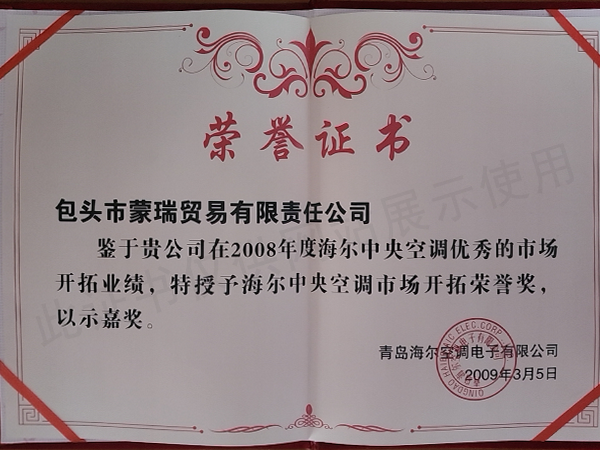 荣誉证书
包头市蒙瑞贸易有限责任公司
鉴于贵公司在2008年度海尔中央空调优秀的市场
开拓业绩，特授予海尔中央空调市场开拓荣誉奖，
以示嘉奖。
青岛海尔空调电子有限公司
2009年3月5日